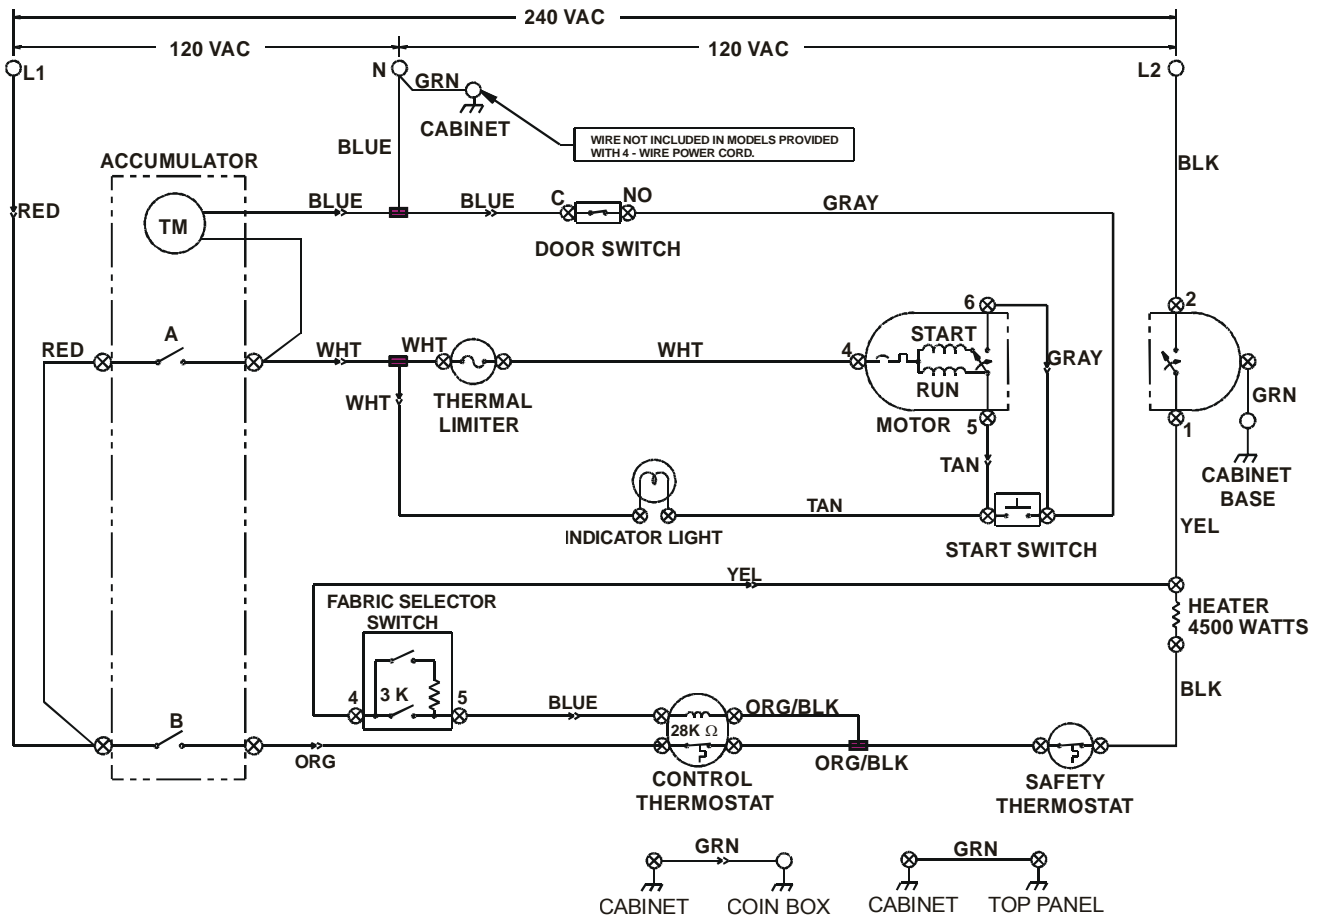 240 VAC
120 VAC
120 VAC
L1
N
GRN
L2
CABINET
WIRE NOT INCLUDED IN MODELS PROVIDED
WITH 4 - WIRE POWER CORD.
BLUE
ACCUMULATOR
BLK
RED
BLUE
BLUE
C
NO
GRAY
TM
DOOR SWITCH
6
2
A
START
RED
WHT
WHT
WHT
4
GRAY
RUN
GRN
WHT
THERMAL
LIMITER
MOTOR
5
1
TAN
CABINET
BASE
TAN
YEL
INDICATOR LIGHT
START SWITCH
YEL
FABRIC SELECTOR
SWITCH
HEATER
4500 WATTS
4
3 K
5
BLUE
ORG/BLK
BLK
B
28K Ω
ORG
ORG/BLK
CONTROL
THERMOSTAT
SAFETY
THERMOSTAT
GRN
GRN
CABINET
COIN BOX
CABINET
TOP PANEL